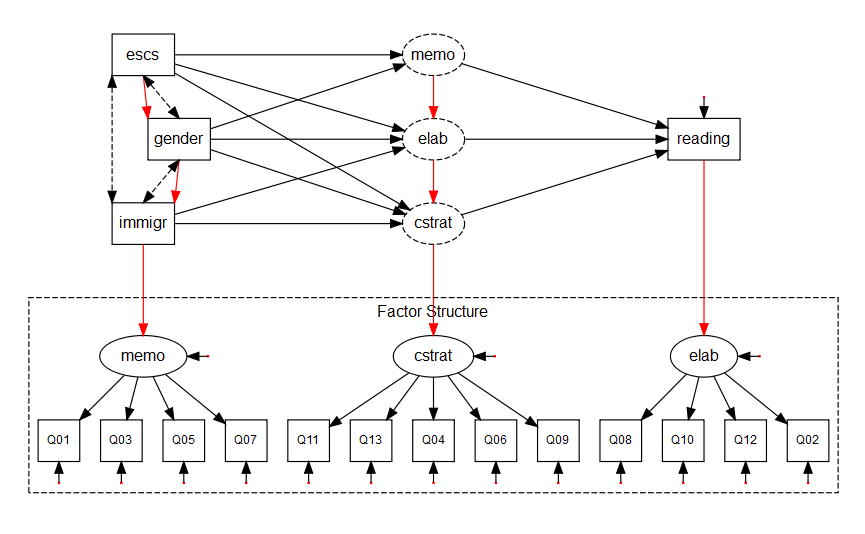 escs
memo
gender
elab
reading
immigr
cstrat
Factor Structure
memo
cstrat
elab
Q01
Q03
Q05
Q07
Q11
Q13
Q04
Q06
Q09
Q08
Q10
Q12
Q02